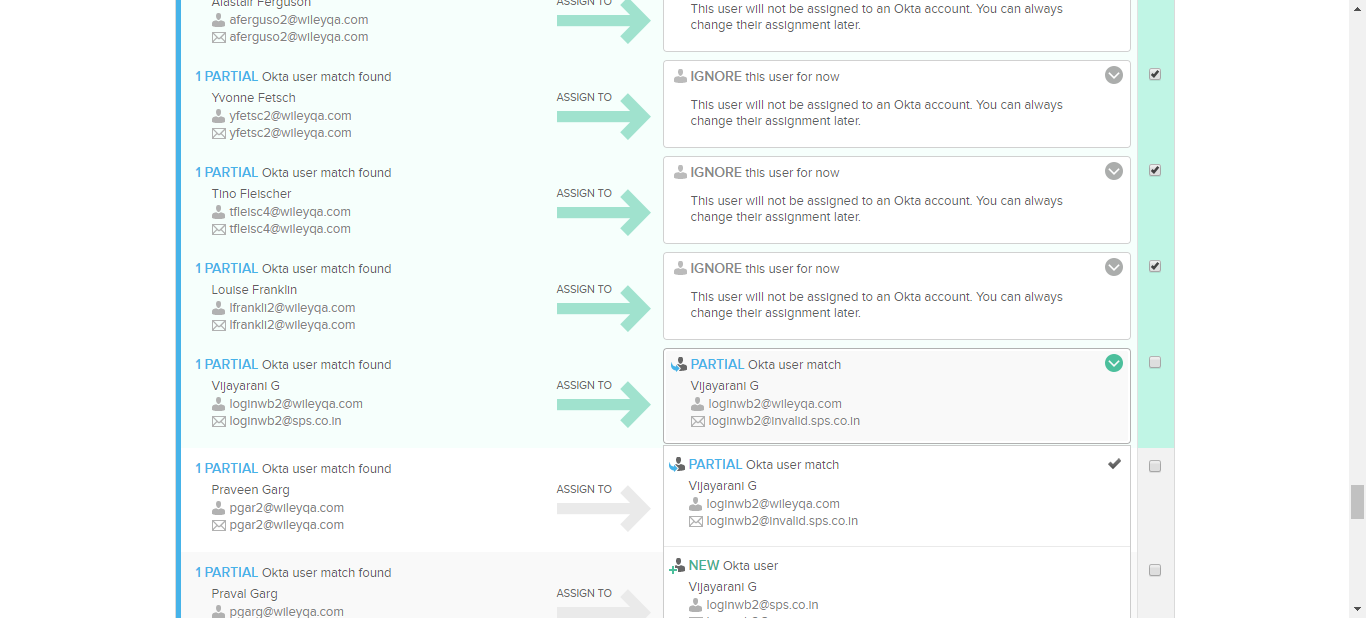 Alastair Ferguson
aferguso2@wileyqa.com
aferguso2@wileyqa.com
ASSIGN TO
This user will not be assigned to an Okta account. You can always
change their assignment later.
1 PARTIAL Okta user match found
Yvonne Fetsch
yfetsc2@wileyqa.com
yfetsc2@wileyqa.com
ASSIGN TO
IGNORE this user for now
This user will not be assigned to an Okta account. You can always
change their assignment later.
1 PARTIAL Okta user match found
Tino Fleischer
tfleisc4@wileyqa.com
tfleisc4@wileyqa.com
ASSIGN TO
IGNORE this user for now
This user will not be assigned to an Okta account. You can always
change their assignment later.
1 PARTIAL Okta user match found
Louise Franklin
lfrankli2@wileyqa.com
lfrankli2@wileyqa.com
ASSIGN TO
IGNORE this user for now
This user will not be assigned to an Okta account. You can always
change their assignment later.
1 PARTIAL Okta user match found
Vijayarani G
loginwb2@wileyqa.com
loginwb2@sps.co.in
ASSIGN TO
PARTIAL Okta user match
Vijayarani G
loginwb2@wileyqa.com
loginwb2@invalid.sps.co.in
1 PARTIAL Okta user match found
Praveen Garg
pgar2@wileyqa.com
pgar2@wileyqa.com
ASSIGN TO
PARTIAL Okta user match
Vijayarani G
loginwb2@wileyqa.com
loginwb2@invalid.sps.co.in
1 PARTIAL Okta user match found
Praval Garg
pgarg@wileyqa.com
ASSIGN TO
NEW Okta user
Vijayarani G
loginwb2@sps.co.in